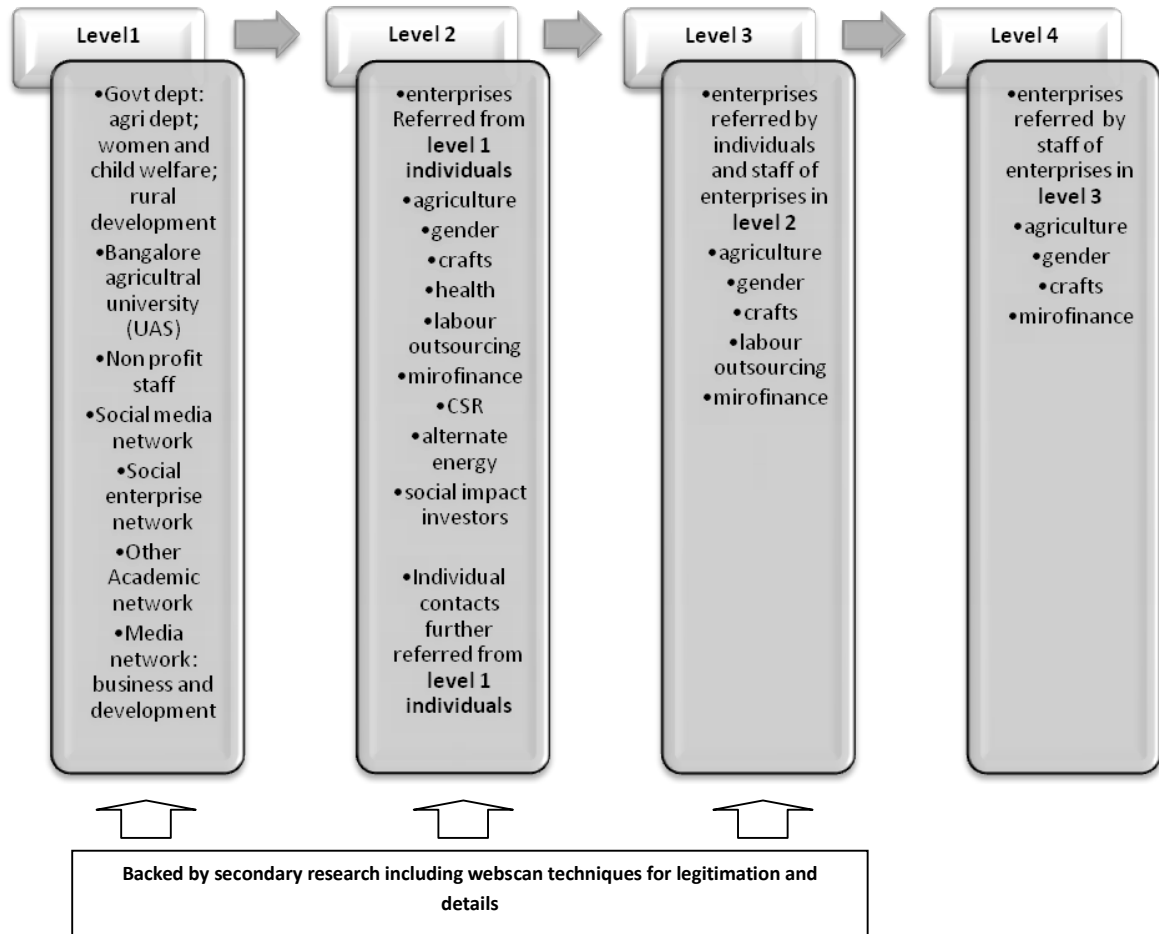 Level1
•Govt dept:
agri dept;
women and
child welfare;
rural
development
•Bangalore
agricultral
university
(UAS)
•Non profit
staff
•Social media
network
•Social
enterprise
network
•Other
Academic
network
•Media
network:
business and
development
Level 2
•enterprises
Referred from
level 1
individuals
•agriculture
•gender
•crafts
•health
•labour
outsourcing
•mirofinance
•CSR
•alternate
energy
•social impact
investors
•Individual
contacts
further
referred from
level 1
individuals
Level 3
•enterprises
referred by
individuals
and staff of
enterprises in
level 2
•agriculture
•gender
•crafts
•labour
outsourcing
•mirofinance
Level 4
•enterprises
referred by
staff of
enterprises in
level 3
•agriculture
•gender
•crafts
•mirofinance
Backed by secondary research including webscan techniques for legitimation and
details